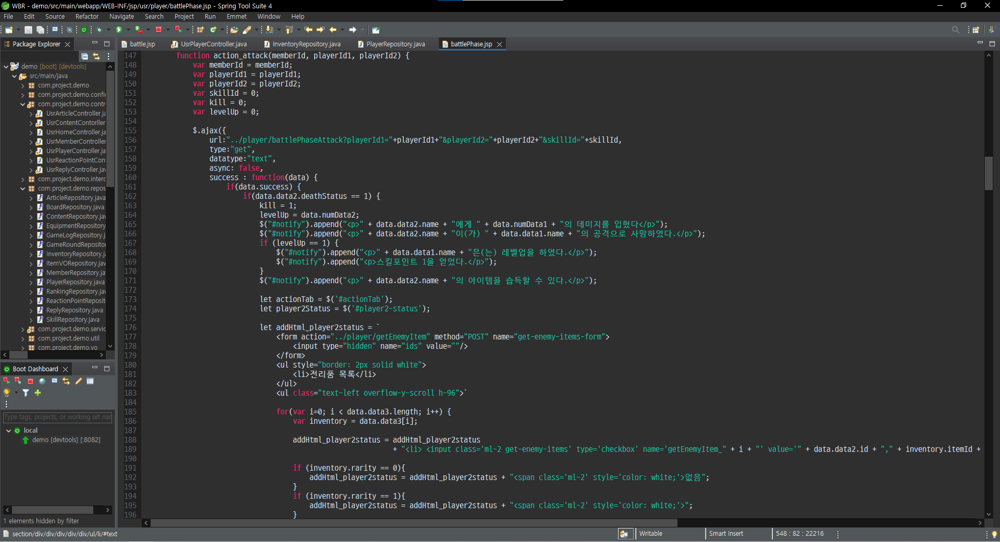 WBR - demo/src/main/webapp/WEB-INF/jsp/usr/player/battlePhase.jsp - Spring Tool Suite 4
File Edit Source Refactor Navigate Search Project Run Emmet Window Help
Package Explorer
battle.jsp UsrPlayerController.java InventoryRepository.java PlayerRepository.java battlePhase.jsp
demo [boot] [devtools]
src/main/java
com.project.demo
com.project.demo.confi
com.project.demo.contr
UsrArticleController.ja
UsrContentContorller
UsrHomeController.ja
UsrMemberController
UsrPlayerController.ja
UsrReactionPointCon
UsrReplyController.jav
com.project.demo.interc
com.project.demo.repos
ArticleRepository.java
BoardRepository.java
ContentRepository.jav
EquipmentRepository
GameLogRepository.j
GameRoundRepositor
InventoryRepository.ja
ItemVORepository.jav
MemberRepository.jav
PlayerRepository.java
RankingRepository.jav
ReactionPointReposit
ReplyRepository.java
SkillRepository.java
com.project.demo.servic
com.project.demo.util
com.project.demo.vo
Boot Dashboard
Type tags, projects, or working set nam
local
demo [devtools] [:8082]
1 elements hidden by filter
147 function action_attack(memberId, playerId1, playerId2) {
148 var memberId = memberId;
149 var playerId1 = playerId1;
150 var playerId2 = playerId2;
151 var skillId = 0;
152 var kill = 0;
153 var levelUp = 0;
154
155 $.ajax({
156 url:"../player/battlePhaseAttack?playerId1="+playerId1+"&playerId2="+playerId2+"&skillId="+skillId,
157 type:"get",
158 datatype:"text",
159 async: false,
160 success : function(data) {
161 if(data.success) {
162 if(data.data2.deathStatus == 1) {
163 kill = 1;
164 levelUp = data.numData2;
165 $("#notify").append("<p>" + data.data2.name + "에게 " + data.numData1 + "의 데미지를 입혔다</p>");
166 $("#notify").append("<p>" + data.data2.name + "이(가) " + data.data1.name + "의 공격으로 사망하였다.</p>");
167 if (levelUp == 1) {
168 $("#notify").append("<p>" + data.data1.name + "은(는) 레벨업을 하였다.</p>");
169 $("#notify").append("<p>스킬포인트 1을 얻었다.</p>");
170 }
171 $("#notify").append("<p>" + data.data2.name + "의 아이템을 습득할 수 있다.</p>");
172
173 let actionTab = $('#actionTab');
174 let player2Status = $('#player2-status');
175
176 let addHtml_player2status = `
177 <form action="../player/getEnemyItem" method="POST" name="get-enemy-items-form">
178 <input type="hidden" name="ids" value=""/>
179 </form>
180 <ul style="border: 2px solid white">
181 <li>전리품 목록</li>
182 </ul>
183 <ul class="text-left overflow-y-scroll h-96">`
184
185 for(var i=0; i < data.data3.length; i++) {
186 var inventory = data.data3[i];
187
188 addHtml_player2status = addHtml_player2status
189 + "<li> <input class='ml-2 get-enemy-items' type='checkbox' name='getEnemyItem_" + i + "' value='" + data.data2.id + "," + inventory.itemId +
190
191 if (inventory.rarity == 0){
192 addHtml_player2status = addHtml_player2status + "<span class='ml-2' style='color: white;'>없음";
193 }
194 if (inventory.rarity == 1){
195 addHtml_player2status = addHtml_player2status + "<span class='ml-2' style='color: white;'>";
196 }
section/div/div/div/div/div/ul/li/#text Writable Smart Insert 548 : 82 : 22216